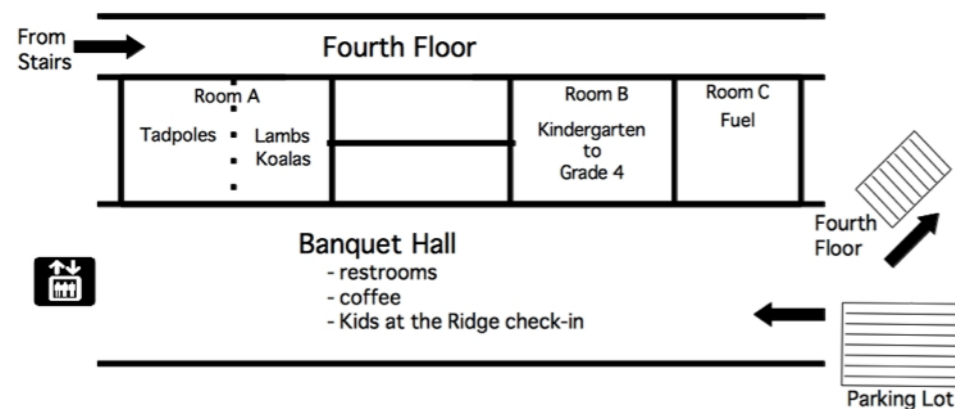 From
Stairs
Fourth Floor
Room A
Tadpoles
Lambs
Koalas
Room B
Kindergarten
to
Grade 4
Room C
Fuel
Fourth
Floor
Banquet Hall
- restrooms
- coffee
- Kids at the Ridge check-in
Parking Lot